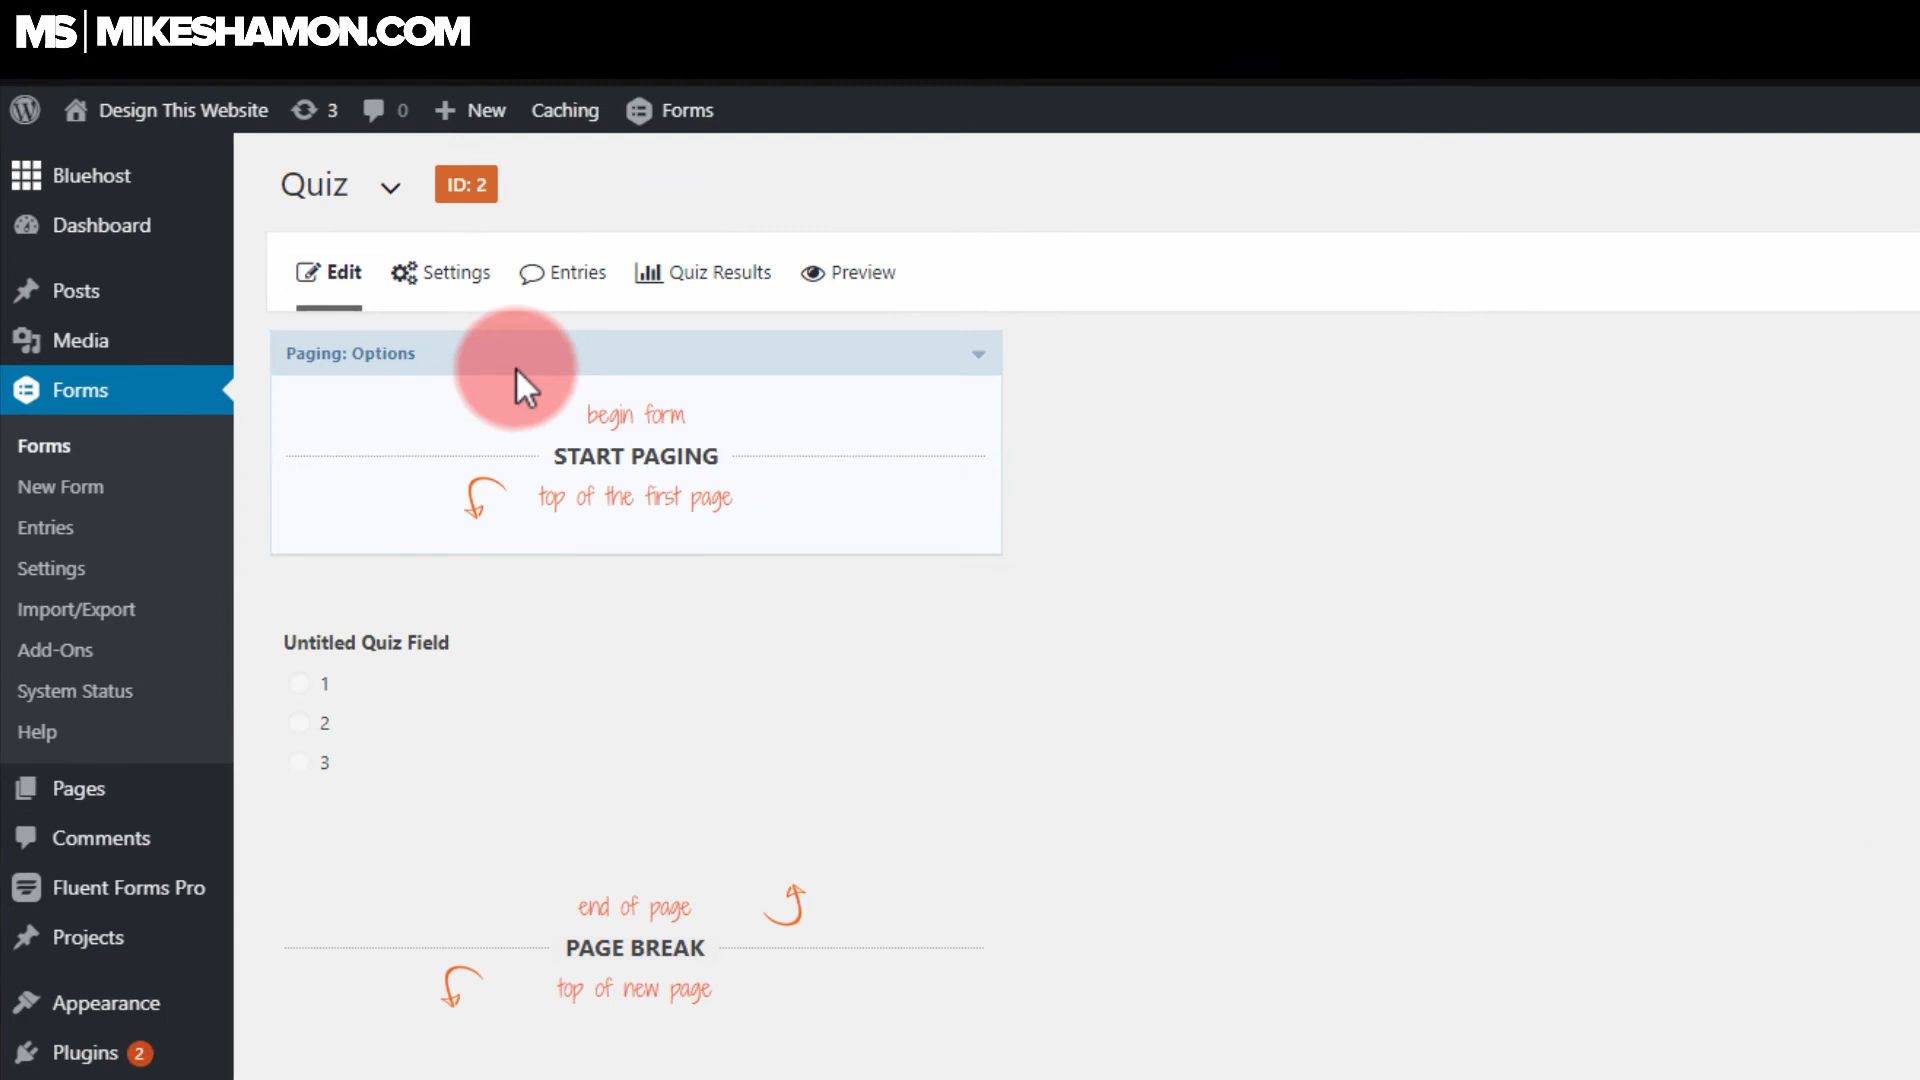 MS | MIKESHAMON.COM
Design This Website 3 0 New Caching Forms
Bluehost
Dashboard
Posts
Media
Forms
Forms
New Form
Entries
Settings
Import/Export
Add-Ons
System Status
Help
Pages
Comments
Fluent Forms Pro
Projects
Appearance
Plugins 2
Quiz ID: 2
Edit Settings Entries Quiz Results Preview
Paging: Options
begin form
START PAGING
top of the first page
Untitled Quiz Field
1
2
3
end of page
PAGE BREAK
top of new page